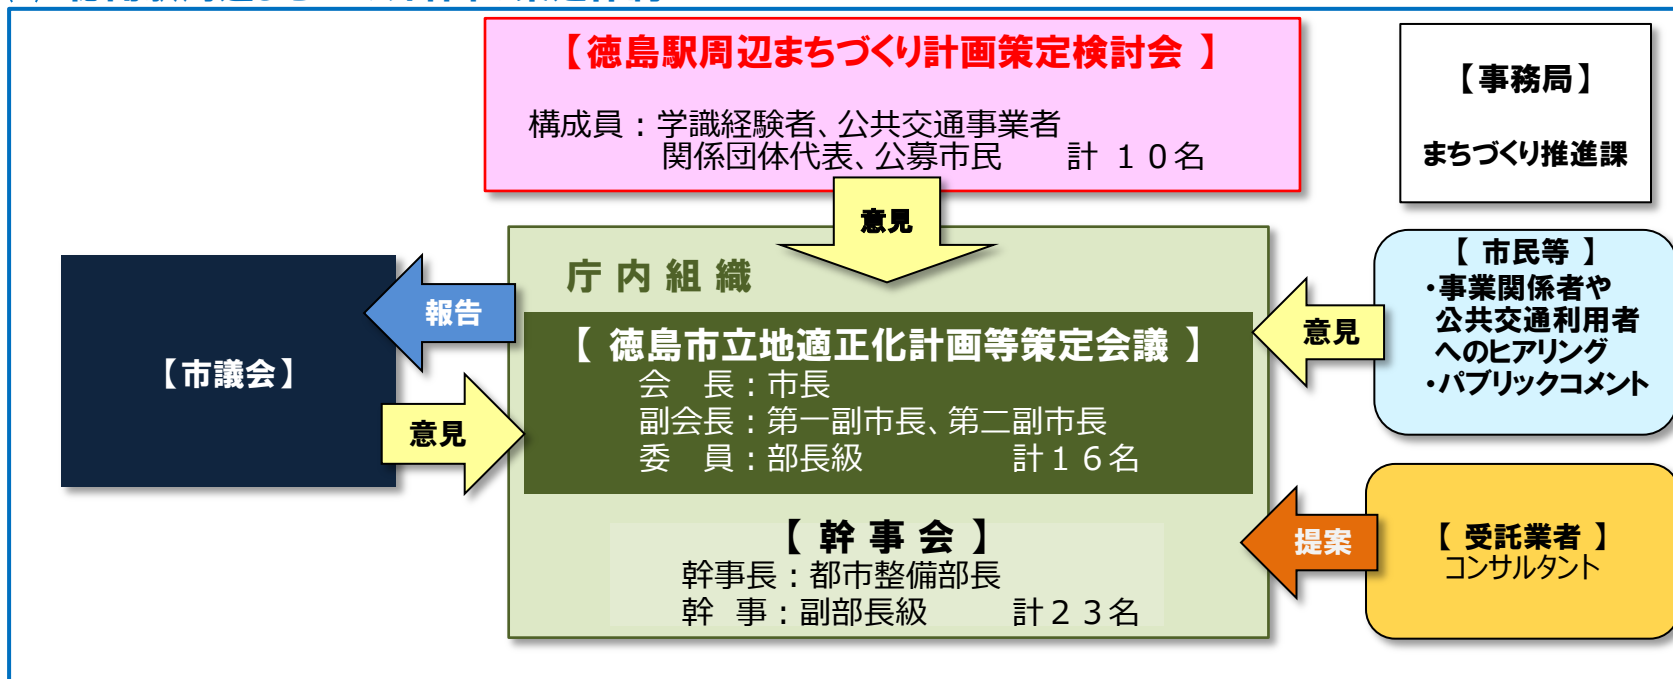 【徳島駅周辺まちづくり計画策定検討会 】
構成員：学識経験者、公共交通事業者
関係団体代表、公募市民　計 １０名
【事務局】
まちづくり推進課
意見
庁 内 組 織
【 徳島市立地適正化計画等策定会議 】
会　長：市長
副会長：第一副市長、第二副市長
委　員：部長級　計１６名
【市議会】
報告
意見
【 幹 事 会 】
幹事長：都市整備部長
幹　事：副部長級　計２３名
【 市民等 】
・事業関係者や
公共交通利用者
へのヒアリング
・パブリックコメント
意見
提案
【 受託業者 】
コンサルタント